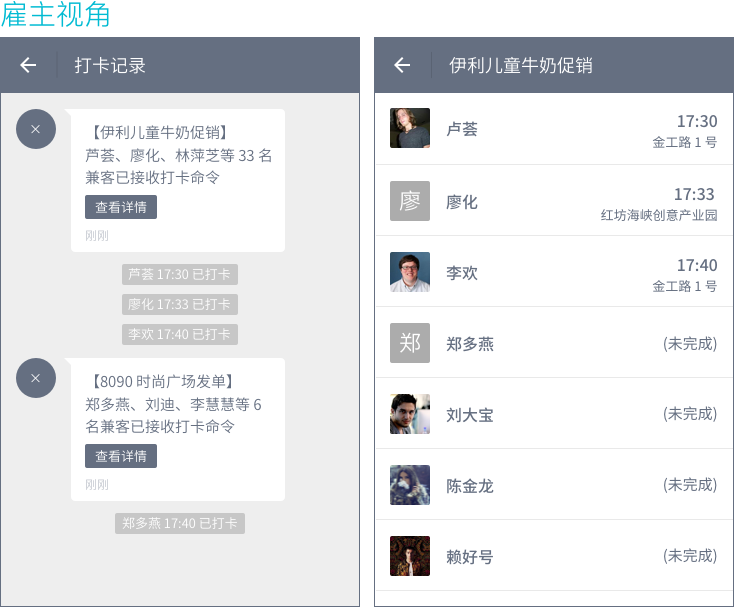 雇主视角
打卡记录
【伊利儿童牛奶促销】
芦荟、廖化、林萍芝等 33 名
兼客已接收打卡命令
查看详情
刚刚
芦荟 17:30 已打卡
廖化 17:33 已打卡
李欢 17:40 已打卡
【8090 时尚广场发单】
郑多燕、刘迪、李慧慧等 6
名兼客已接收打卡命令
查看详情
刚刚
郑多燕 17:40 已打卡
伊利儿童牛奶促销
卢荟
17:30
金工路 1 号
廖
廖化
17:33
红坊海峡创意产业园
李欢
17:40
金工路 1 号
郑
郑多燕
(未完成)
刘大宝
(未完成)
陈金龙
(未完成)
赖好号
(未完成)